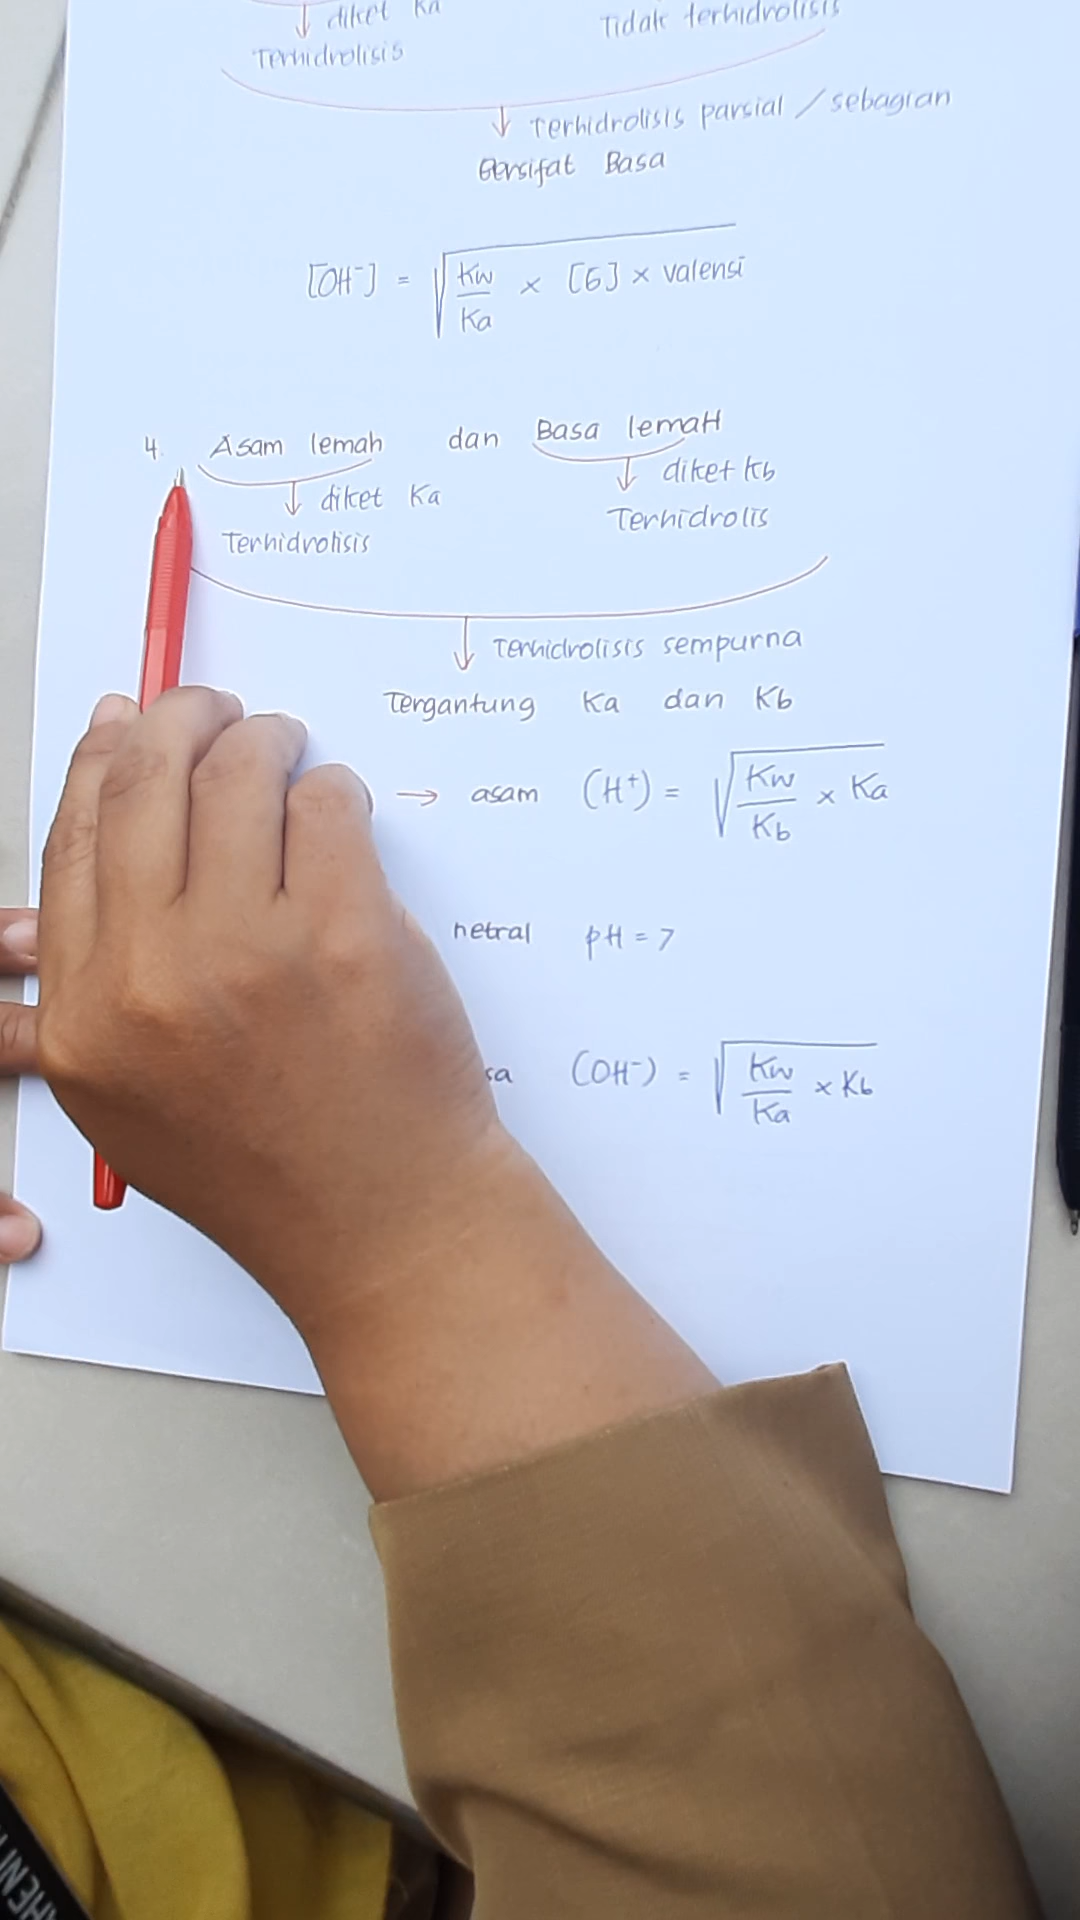 diket Ka
Terhidrolisis
Tidak terhidrolisis
Terhidrolisis parsial / sebagian
Bersifat Basa
[OH⁻] = √ Kw/Ka × [G] × valensi
4. Asam lemah dan Basa lemaH
diket Ka
diket Kb
Terhidrolisis
Terhidrolis
Terhidrolisis sempurna
Tergantung Ka dan Kb
→ asam (H⁺) = √ Kw/Kb × Ka
netral pH = 7
sa (OH⁻) = √ Kw/Ka × Kb